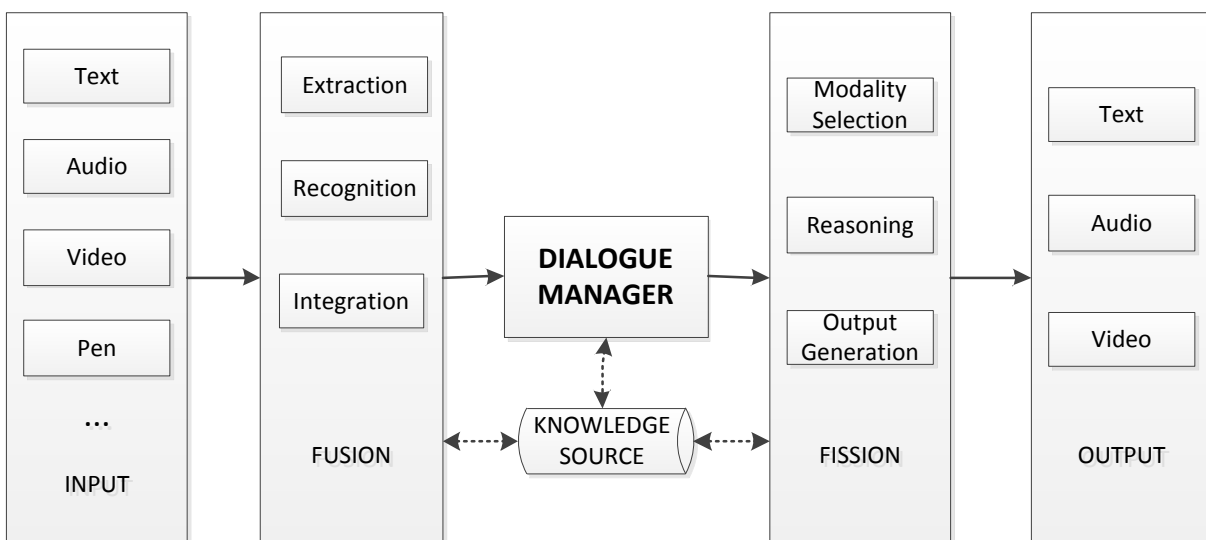 Text
Audio
Video
Pen
...
INPUT
Extraction
Recognition
Integration
FUSION
DIALOGUE
MANAGER
KNOWLEDGE
SOURCE
Modality
Selection
Reasoning
Output
Generation
FISSION
Text
Audio
Video
OUTPUT